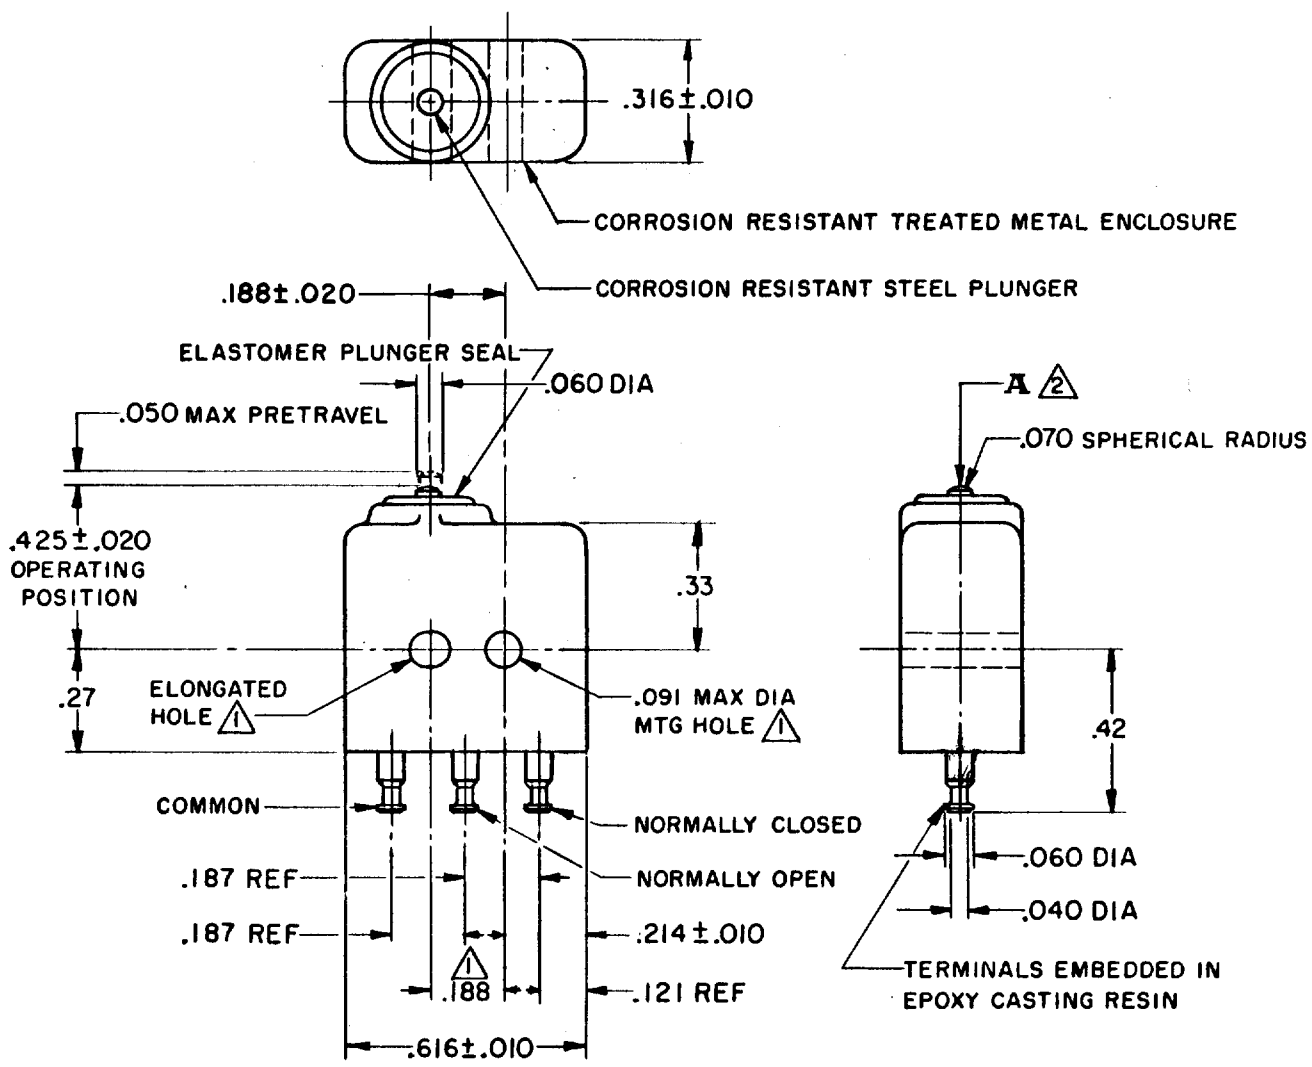 .316±.010
CORROSION RESISTANT TREATED METAL ENCLOSURE
.188±.020
CORROSION RESISTANT STEEL PLUNGER
ELASTOMER PLUNGER SEAL
.060 DIA
A 2
.050 MAX PRETRAVEL
.070 SPHERICAL RADIUS
.425±.020
OPERATING
POSITION
.33
.27
ELONGATED
HOLE 1
.091 MAX DIA
MTG HOLE 1
.42
COMMON
NORMALLY CLOSED
.187 REF
NORMALLY OPEN
.060 DIA
.040 DIA
.187 REF
.214±.010
1
.188
.121 REF
TERMINALS EMBEDDED IN
EPOXY CASTING RESIN
.616±.010